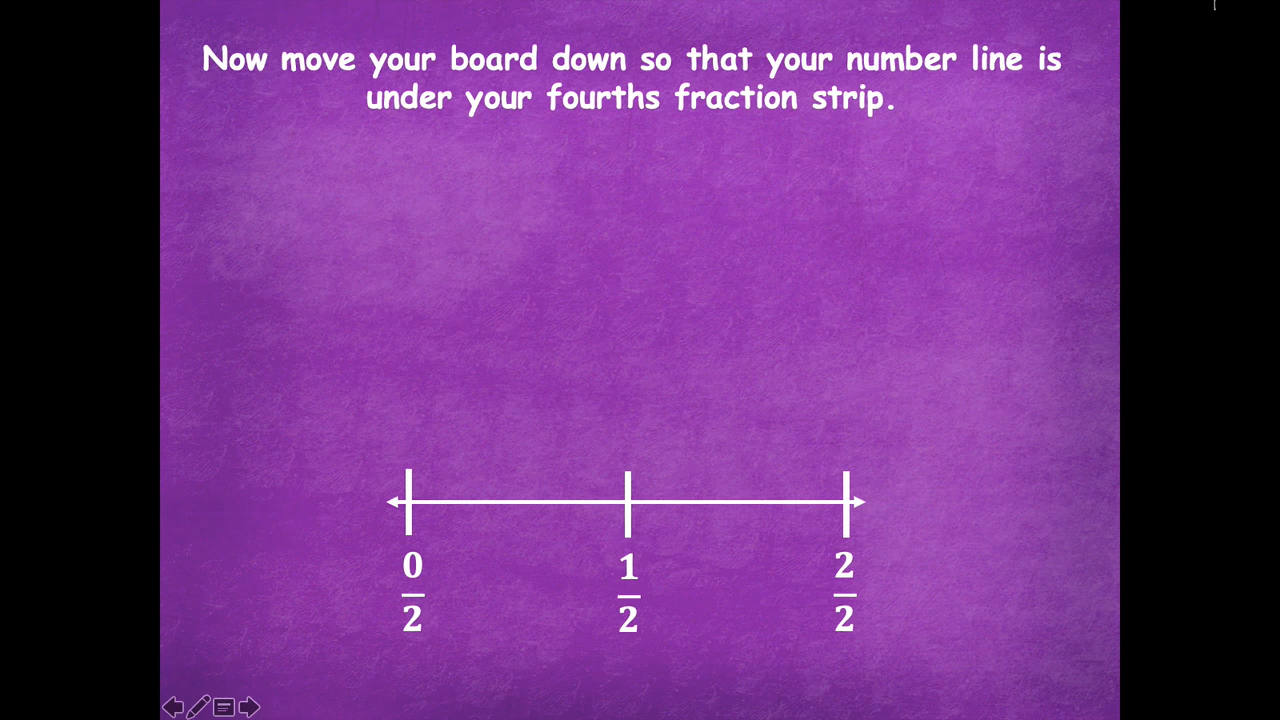 Now move your board down so that your number line is
under your fourths fraction strip.
0 1 2
2 2 2